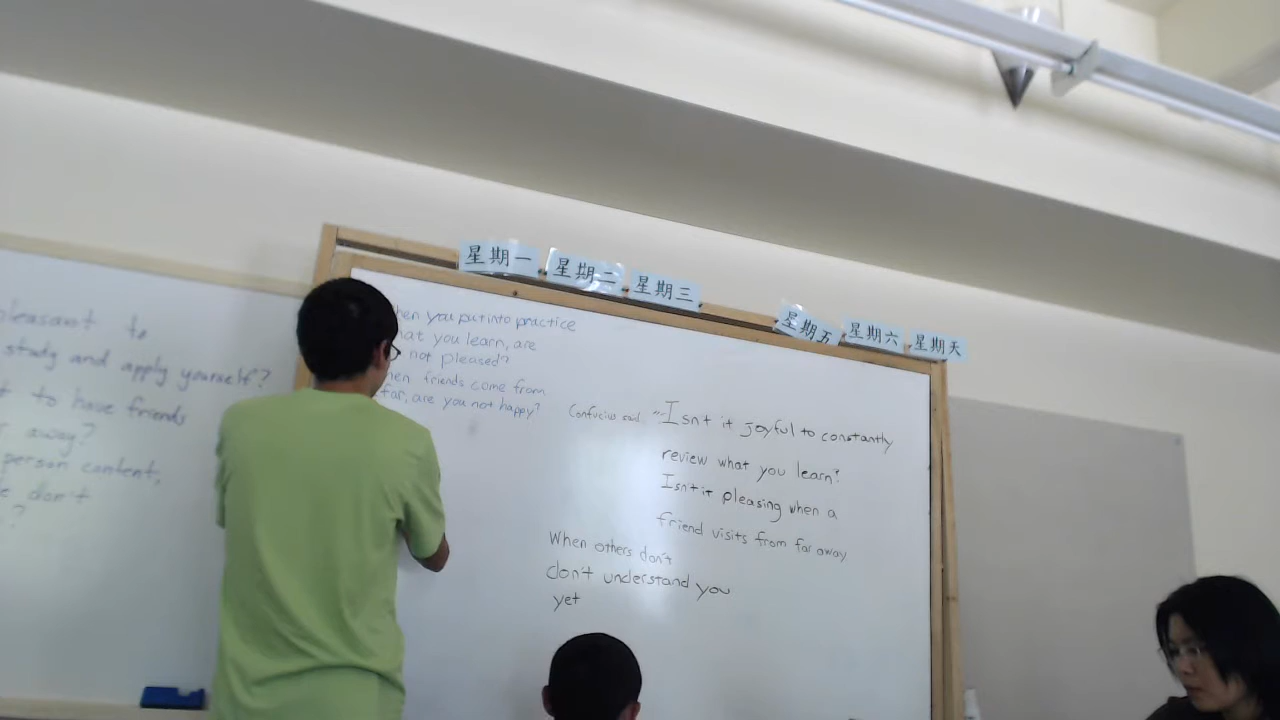 星期一
星期二
星期三
星期五
星期六
星期天
pleasant to
study and apply yourself?
to have friends
away?
person content,
don't
?
you put into practice
you learn, are
not pleased?
friends come from
far, are you not happy?
Confucius said "Isn't it joyful to constantly
review what you learn?
Isn't it pleasing when a
friend visits from far away
When others don't
don't understand you
yet